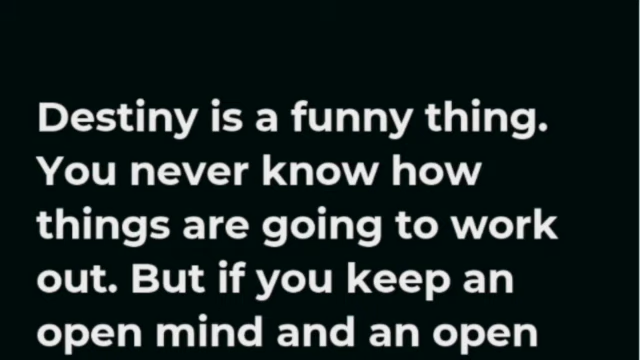 Destiny is a funny thing.
You never know how
things are going to work
out. But if you keep an
open mind and an open